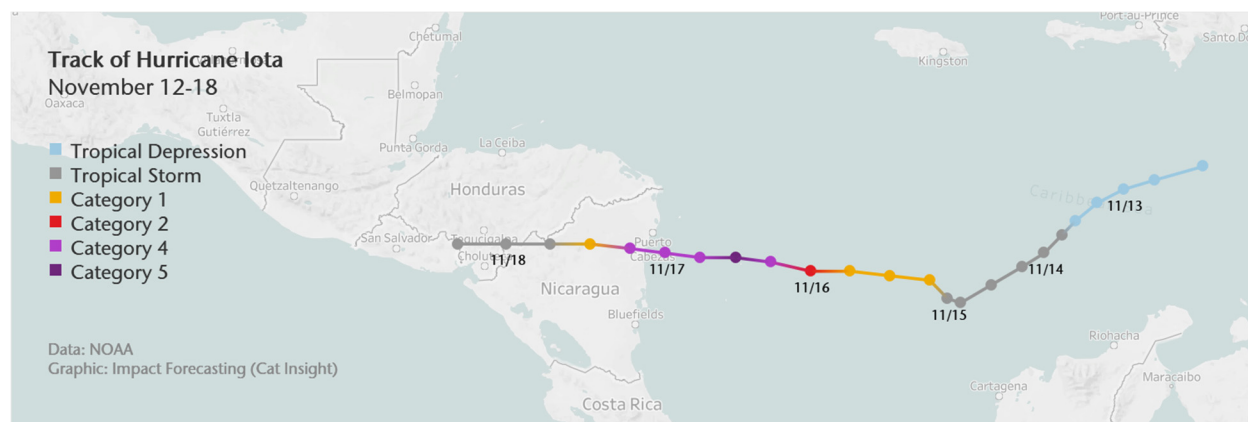 Track of Hurricane Iota
November 12-18
Tropical Depression
Tropical Storm
Category 1
Category 2
Category 4
Category 5
Data: NOAA
Graphic: Impact Forecasting (Cat Insight)
Chetumal
Oaxaca
Belmopan
Tuxtla
Gutiérrez
Punta Gorda
La Ceiba
Quetzaltenango
Honduras
San Salvador
Tegucigalpa
11/18
Puerto
Cabezas
11/17
Nicaragua
Bluefields
Costa Rica
Kingston
Port-au-Prince
Santo Do
11/13
11/14
11/15
11/16
Riohacha
Cartagena
Maracaibo